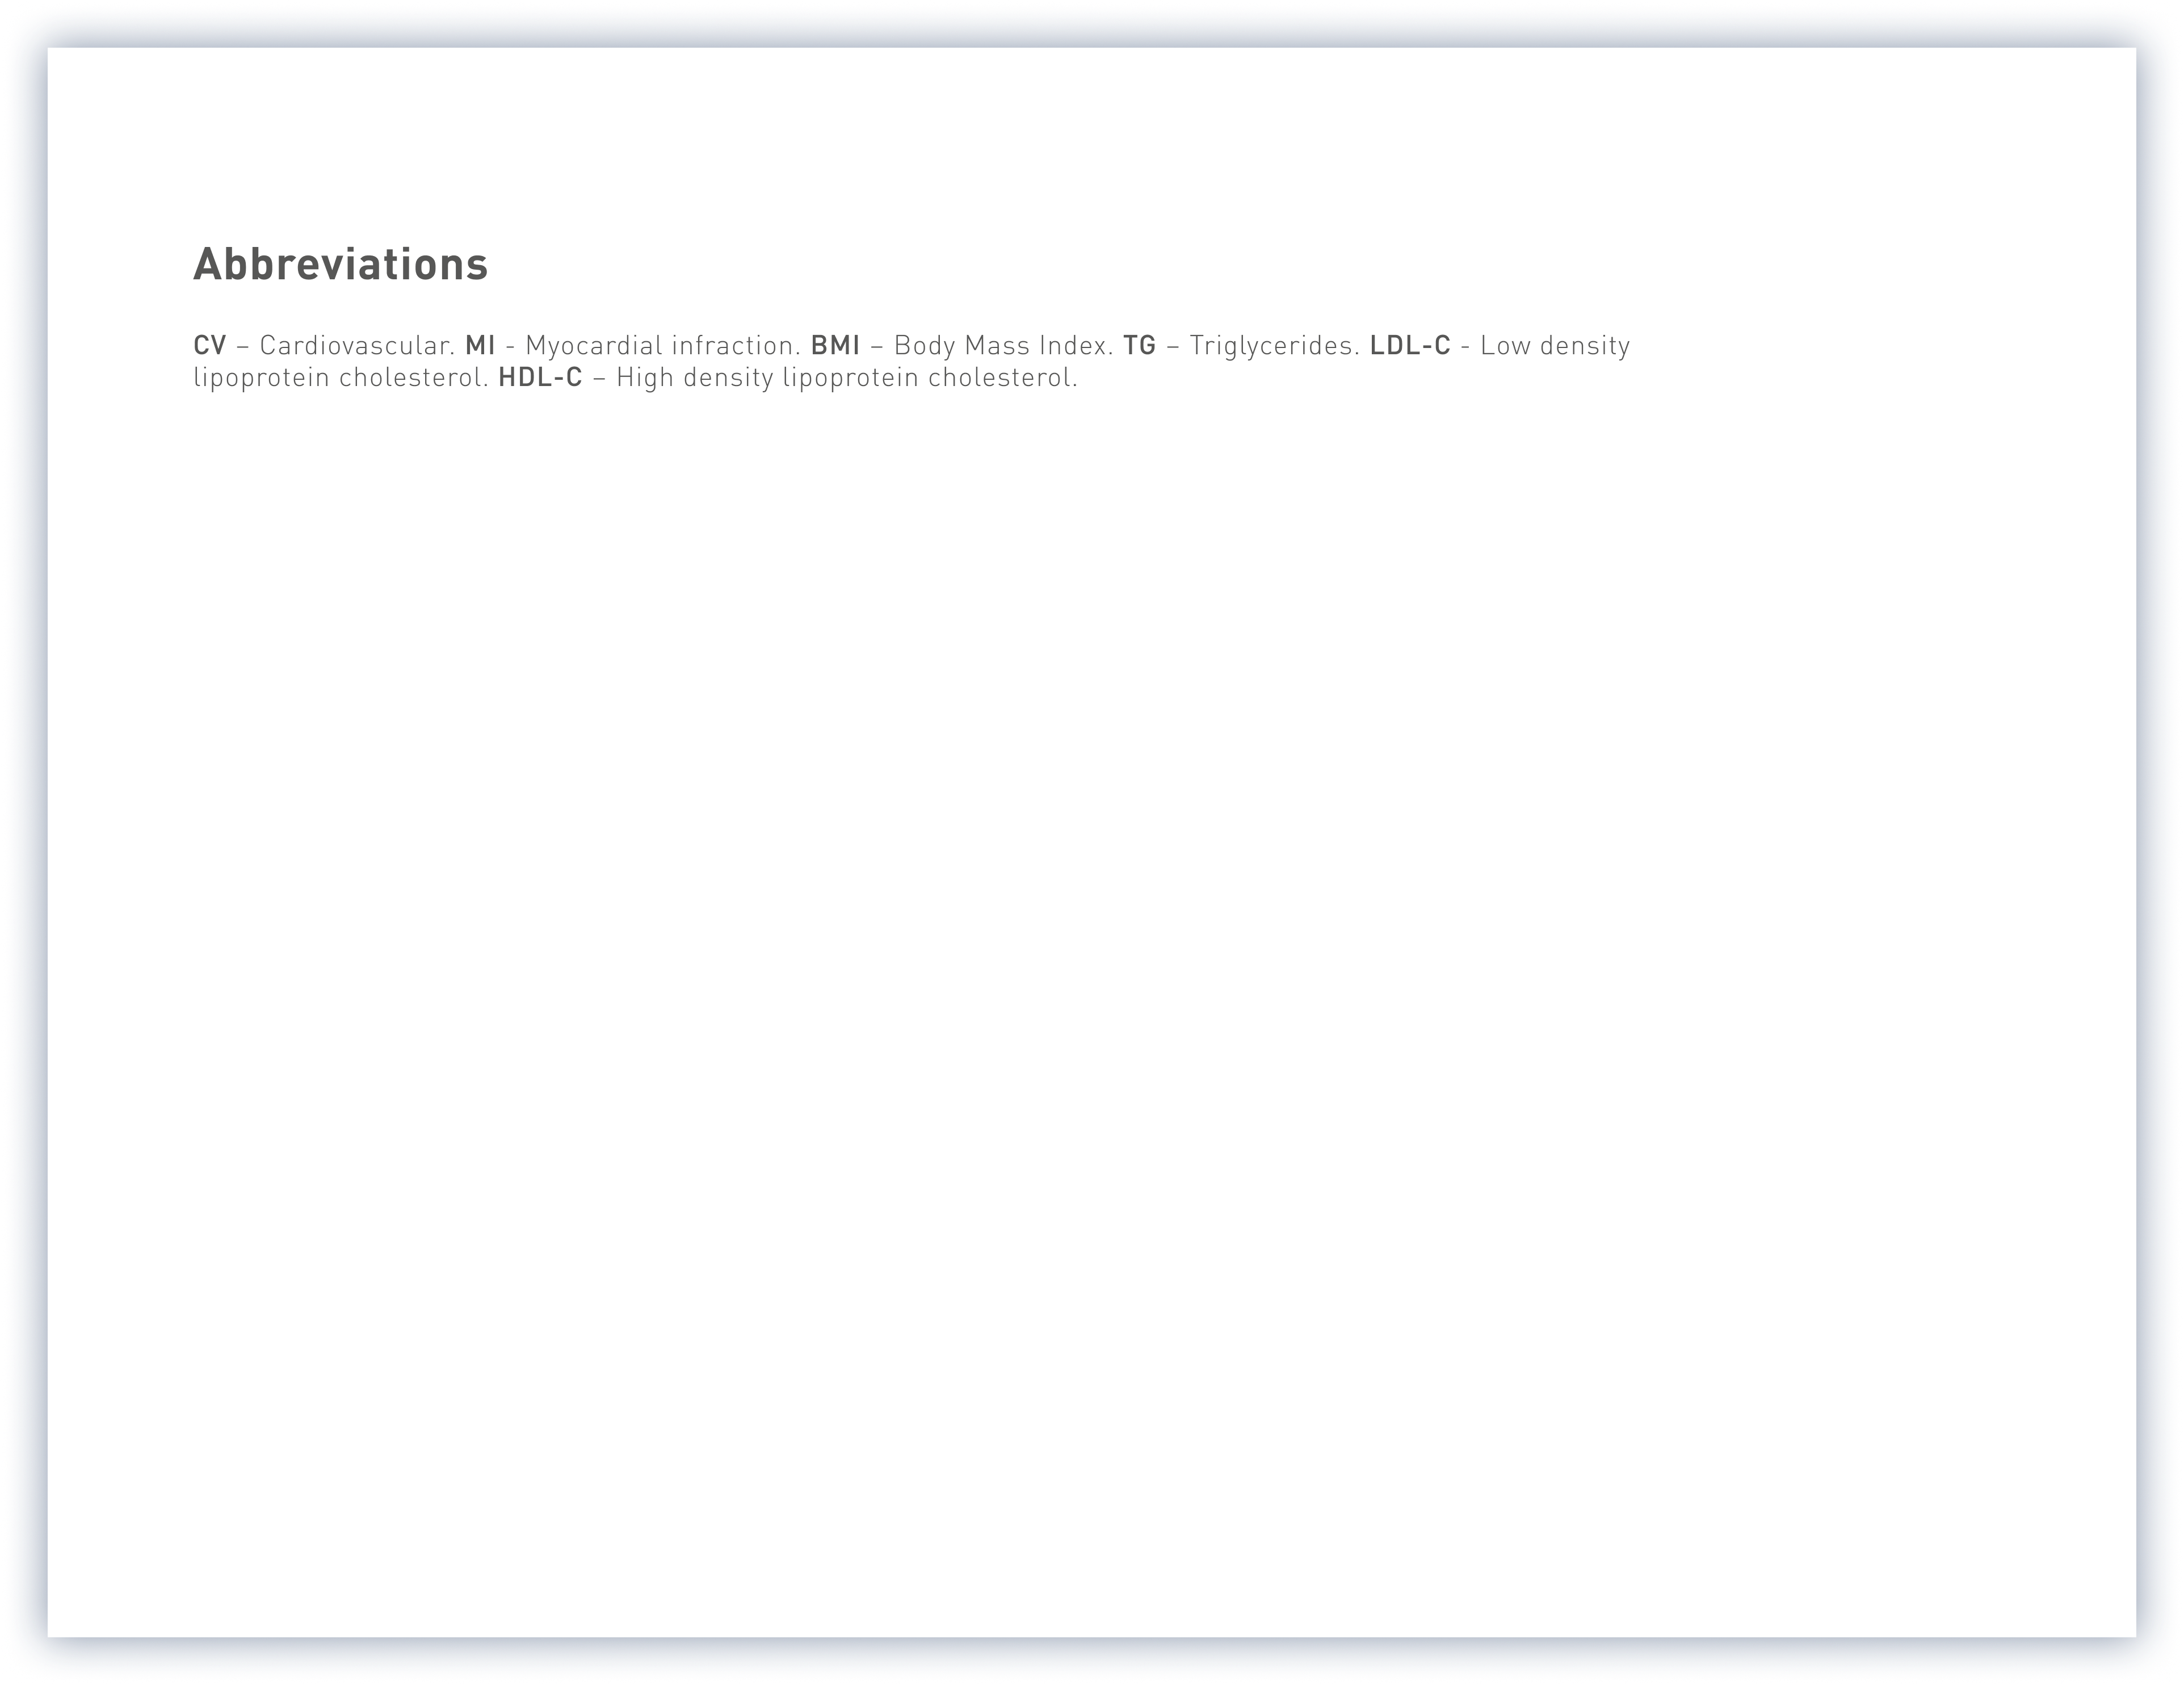 Abbreviations
CV – Cardiovascular. MI - Myocardial infraction. BMI – Body Mass Index. TG – Triglycerides. LDL-C - Low density
lipoprotein cholesterol. HDL-C – High density lipoprotein cholesterol.